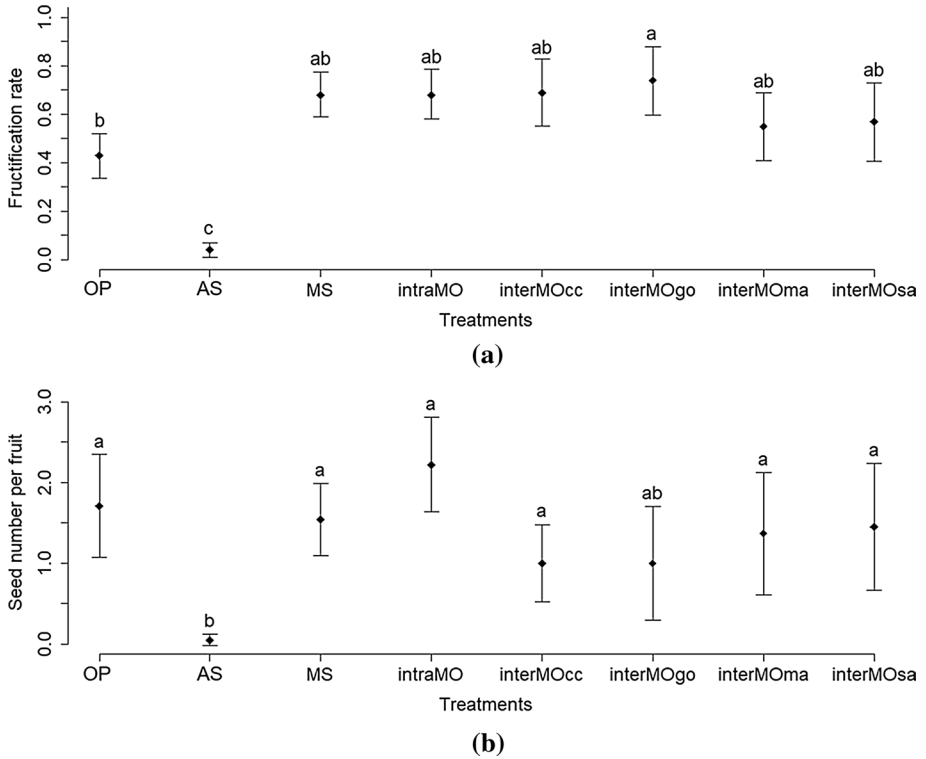 Fructification rate
1.0
0.8
0.6
0.4
0.2
0.0
b
c
ab
ab
ab
a
ab
ab
OP AS MS intraMO interMOcc interMOgo interMOma interMOsa
Treatments
(a)
Seed number per fruit
3.0
2.0
1.0
0.0
a
b
a
a
a
ab
a
a
OP AS MS intraMO interMOcc interMOgo interMOma interMOsa
Treatments
(b)